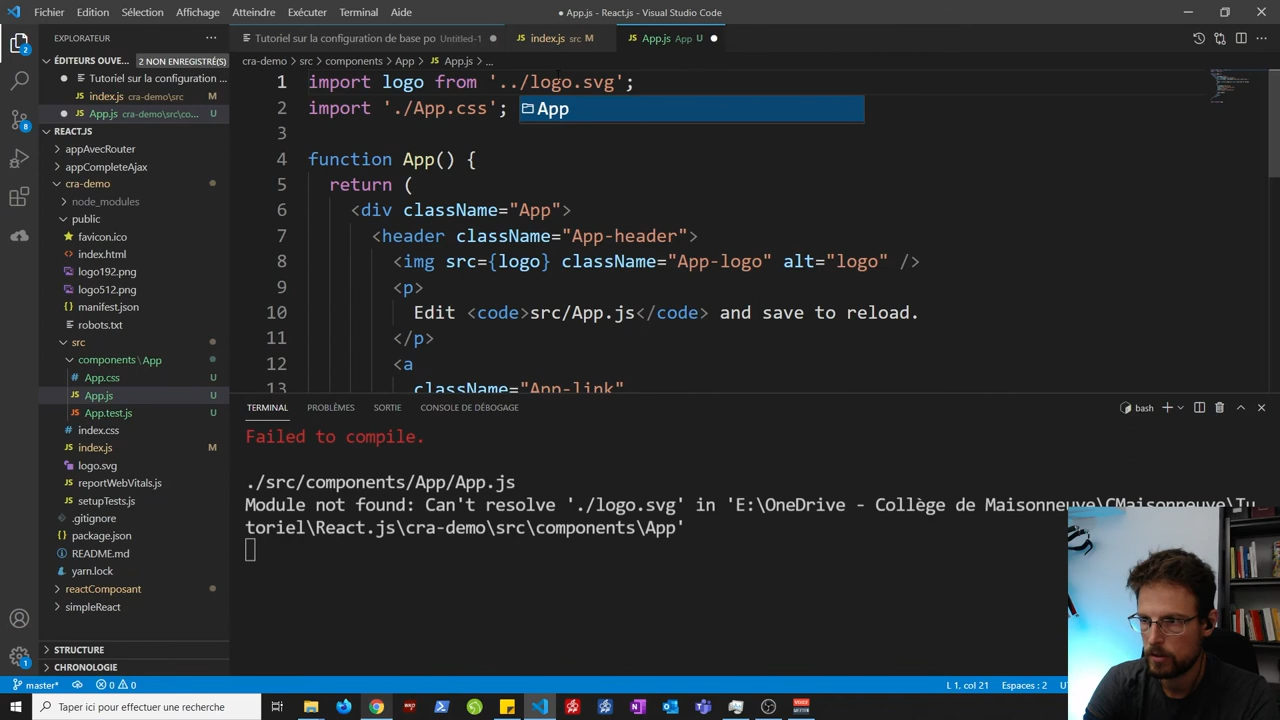 Fichier Edition Sélection Affichage Atteindre Exécuter Terminal Aide
● App.js - React.js - Visual Studio Code
EXPLORATEUR ···
Tutoriel sur la configuration de base po Untitled-1 ●
index.js src M
App.js App U ●
ÉDITEURS OUVE... 2 NON ENREGISTRÉ(S)
Tutoriel sur la configuration ...
index.js cra-demo\src M
App.js cra-demo\src\co... U
REACT.JS
appAvecRouter
appCompleteAjax
cra-demo
node_modules
public
favicon.ico
index.html
logo192.png
logo512.png
manifest.json
robots.txt
src
components\App
App.css U
App.js U
App.test.js U
index.css
index.js M
logo.svg
reportWebVitals.js
setupTests.js
.gitignore
package.json
README.md
yarn.lock
reactComposant
simpleReact
STRUCTURE
CHRONOLOGIE
2
8
1
cra-demo > src > components > App > App.js > ...
1 import logo from '../logo.svg';
2 import './App.css';
App
3
4 function App() {
5 return (
6 <div className="App">
7 <header className="App-header">
8 <img src={logo} className="App-logo" alt="logo" />
9 <p>
10 Edit <code>src/App.js</code> and save to reload.
11 </p>
12 <a
13 className="App-link"
TERMINAL PROBLÈMES SORTIE CONSOLE DE DÉBOGAGE
bash
Failed to compile.
./src/components/App/App.js
Module not found: Can't resolve './logo.svg' in 'E:\OneDrive - Collège de Maisonneuve\CMaisonneuve\Tu
toriel\React.js\cra-demo\src\components\App'
master* 0 0 L 1, col 21 Espaces : 2
Taper ici pour effectuer une recherche